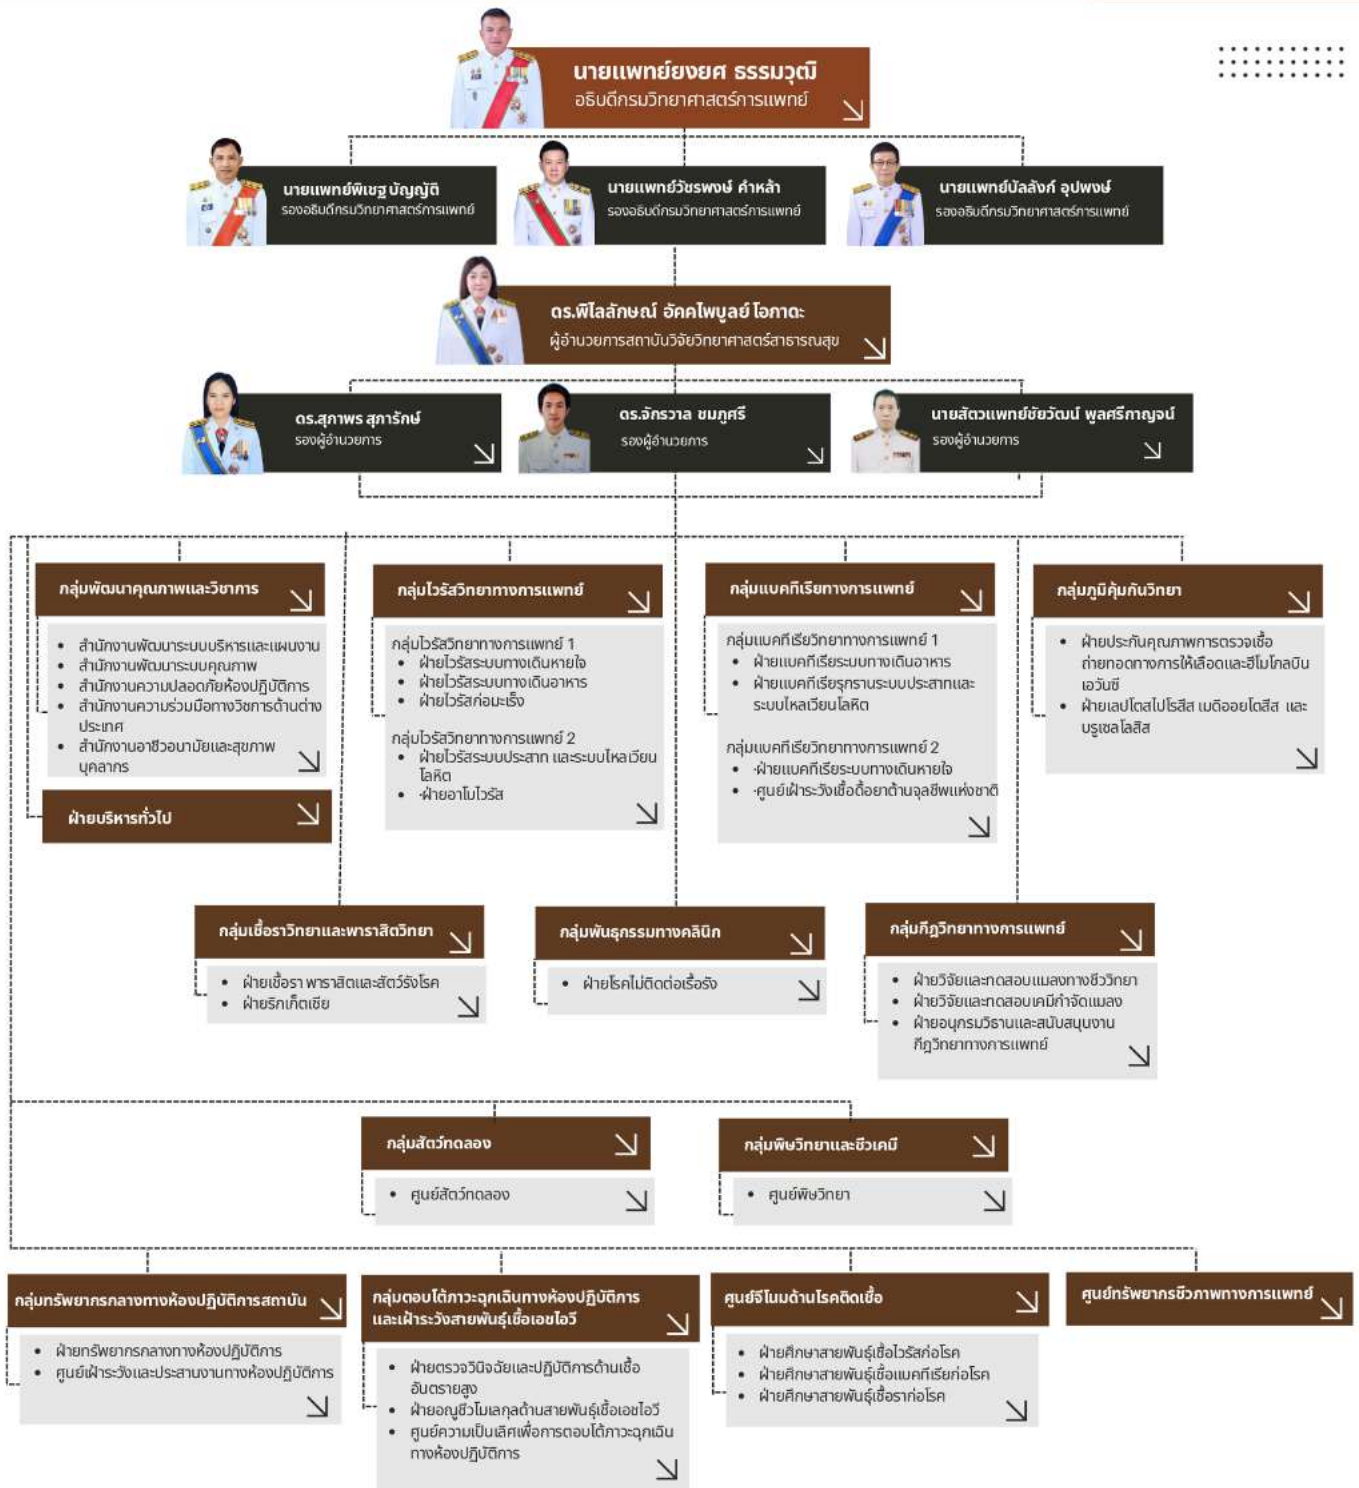 นายแพทย์ยงยศ ธรรมวุฒิ
อธิบดีกรมวิทยาศาสตร์การแพทย์
นายแพทย์พิเชฐ บัญญัติ
รองอธิบดีกรมวิทยาศาสตร์การแพทย์
นายแพทย์วัชรพงษ์ คำหล้า
รองอธิบดีกรมวิทยาศาสตร์การแพทย์
นายแพทย์บัลลังก์ อุปพงษ์
รองอธิบดีกรมวิทยาศาสตร์การแพทย์
ดร.พิไลลักษณ์ อัคคไพบูลย์ โอกาดะ
ผู้อำนวยการสถาบันวิจัยวิทยาศาสตร์สาธารณสุข
ดร.สุภาพร สุภารักษ์
รองผู้อำนวยการ
ดร.จักรวาล ชมภูศรี
รองผู้อำนวยการ
นายสัตวแพทย์ชัยวัฒน์ พูลศรีกาญจน์
รองผู้อำนวยการ
กลุ่มพัฒนาคุณภาพและวิชาการ
• สำนักงานพัฒนาระบบบริหารและแผนงาน
• สำนักงานพัฒนาระบบคุณภาพ
• สำนักงานความปลอดภัยห้องปฏิบัติการ
• สำนักงานความร่วมมือทางวิชการด้านต่าง
ประเทศ
• สำนักงานอาชีวอนามัยและสุขภาพ
บุคลากร
ฝ่ายบริหารทั่วไป
กลุ่มไวรัสวิทยาทางการแพทย์
กลุ่มไวรัสวิทยาทางการแพทย์ 1
• ฝ่ายไวรัสระบบทางเดินหายใจ
• ฝ่ายไวรัสระบบทางเดินอาหาร
• ฝ่ายไวรัสก่อมะเร็ง
กลุ่มไวรัสวิทยาทางการแพทย์ 2
• ฝ่ายไวรัสระบบประสาท และระบบไหลเวียน
โลหิต
• ·ฝ่ายอาโบไวรัส
กลุ่มแบคทีเรียทางการแพทย์
กลุ่มแบคทีเรียวิทยาทางการแพทย์ 1
• ฝ่ายแบคทีเรียระบบทางเดินอาหาร
• ฝ่ายแบคทีเรียรุกรานระบบประสาทและ
ระบบไหลเวียนโลหิต
กลุ่มแบคทีเรียวิทยาทางการแพทย์ 2
• ·ฝ่ายแบคทีเรียระบบทางเดินหายใจ
• ·ศูนย์เฝ้าระวังเชื้อดื้อยาต้านจุลชีพแห่งชาติ
กลุ่มภูมิคุ้มกันวิทยา
• ฝ่ายประกันคุณภาพการตรวจเชื้อ
ถ่ายทอดทางการให้เลือดและฮีโมโกลบิน
เอวันซี
• ฝ่ายเลปโตสไปโรสีส เมดิออยโดสีส และ
บรูเซลโลสิส
กลุ่มเชื้อราวิทยาและพาราสิตวิทยา
• ฝ่ายเชื้อรา พาราสิตและสัตว์รังโรค
• ฝ่ายริกเก็ตเซีย
กลุ่มพันธุกรรมทางคลินิก
• ฝ่ายโรคไม่ติดต่อเรื้อรัง
กลุ่มกีฏวิทยาทางการแพทย์
• ฝ่ายวิจัยและทดสอบแมลงทางชีววิทยา
• ฝ่ายวิจัยและทดสอบเคมีกำจัดแมลง
• ฝ่ายอนุกรมวิธานและสนับสนุนงาน
กีฏวิทยาทางการแพทย์
กลุ่มสัตว์ทดลอง
• ศูนย์สัตว์ทดลอง
กลุ่มพิษวิทยาและชีวเคมี
• ศูนย์พิษวิทยา
กลุ่มทรัพยากรกลางทางห้องปฏิบัติการสถาบัน
• ฝ่ายทรัพยากรกลางทางห้องปฏิบัติการ
• ศูนย์เฝ้าระวังและประสานงานทางห้องปฏิบัติการ
กลุ่มตอบโต้ภาวะฉุกเฉินทางห้องปฏิบัติการ
และเฝ้าระวังสายพันธุ์เชื้อเอชไอวี
• ฝ่ายตรวจวินิจฉัยและปฏิบัติการด้านเชื้อ
อันตรายสูง
• ฝ่ายอณูชีวโมเลกุลด้านสายพันธุ์เชื้อเอชไอวี
• ศูนย์ความเป็นเลิศเพื่อการตอบโต้ภาวะฉุกเฉิน
ทางห้องปฏิบัติการ
ศูนย์จีโนมด้านโรคติดเชื้อ
• ฝ่ายศึกษาสายพันธุ์เชื้อไวรัสก่อโรค
• ฝ่ายศึกษาสายพันธุ์เชื้อแบคทีเรียก่อโรค
• ฝ่ายศึกษาสายพันธุ์เชื้อราก่อโรค
ศูนย์ทรัพยากรชีวภาพทางการแพทย์